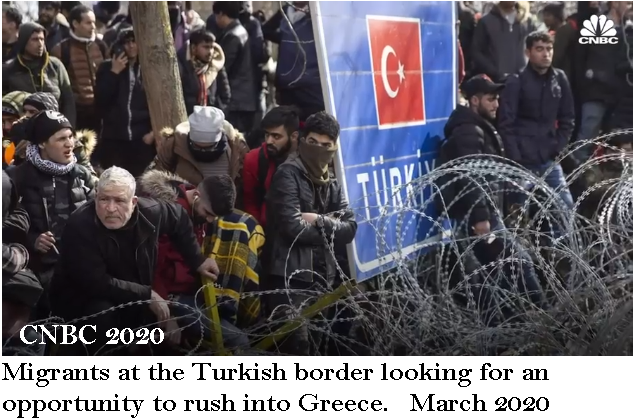 CNBC
TÜRKİY
CNBC 2020
Migrants at the Turkish border looking for an
opportunity to rush into Greece. March 2020